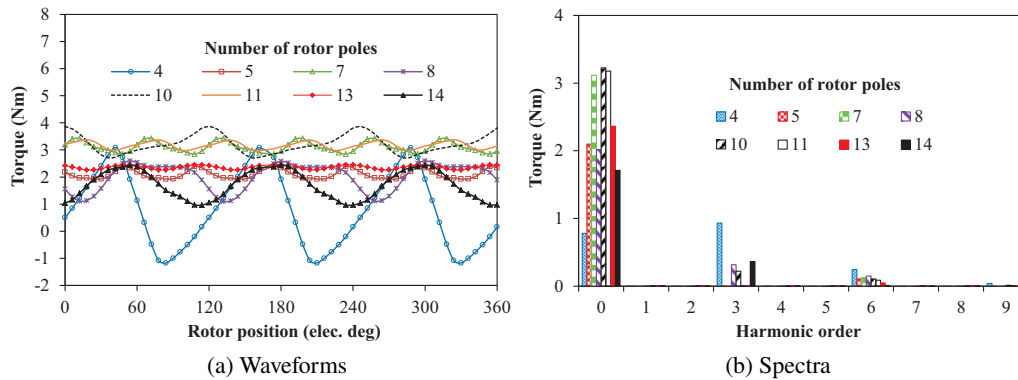 8
7
6
5
4
3
2
1
0
-1
-2
Torque (Nm)
Number of rotor poles
4 5 7 8
10 11 13 14
0 60 120 180 240 300 360
Rotor position (elec. deg)
(a) Waveforms
4
3
2
1
0
Torque (Nm)
Number of rotor poles
4 5 7 8
10 11 13 14
0 1 2 3 4 5 6 7 8 9
Harmonic order
(b) Spectra